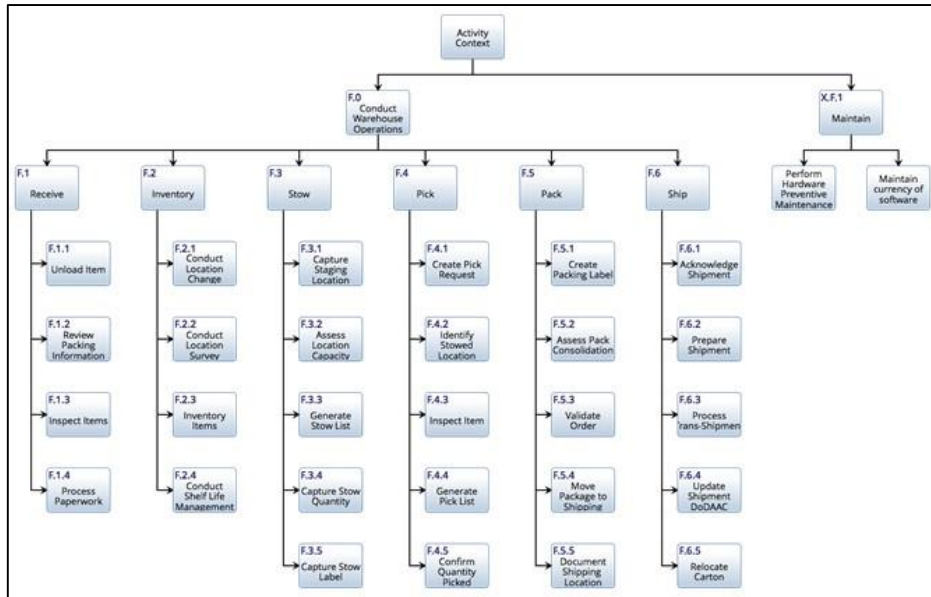 Activity
Context
F.0
Conduct
Warehouse
Operations
X.F.1
Maintain
F.1
Receive
F.2
Inventory
F.3
Stow
F.4
Pick
F.5
Pack
F.6
Ship
Perform
Hardware
Preventive
Maintenance
Maintain
currency of
software
F.1.1
Unload Item
F.2.1
Conduct
Location
Change
F.3.1
Capture
Staging
Location
F.4.1
Create Pick
Request
F.5.1
Create
Packing Label
F.6.1
Acknowledge
Shipment
F.1.2
Review
Packing
Information
F.2.2
Conduct
Location
Survey
F.3.2
Assess
Location
Capacity
F.4.2
Identify
Stowed
Location
F.5.2
Assess Pack
Consolidation
F.6.2
Prepare
Shipment
F.1.3
Inspect Items
F.2.3
Inventory
Items
F.3.3
Generate
Stow List
F.4.3
Inspect Item
F.5.3
Validate
Order
F.6.3
Process
Trans-Shipmen
F.1.4
Process
Paperwork
F.2.4
Conduct
Shelf Life
Management
F.3.4
Capture Stow
Quantity
F.4.4
Generate
Pick List
F.5.4
Move
Package to
Shipping
F.6.4
Update
Shipment
DoDAAC
F.3.5
Capture Stow
Label
F.4.5
Confirm
Quantity
Picked
F.5.5
Document
Shipping
Location
F.6.5
Relocate
Carton